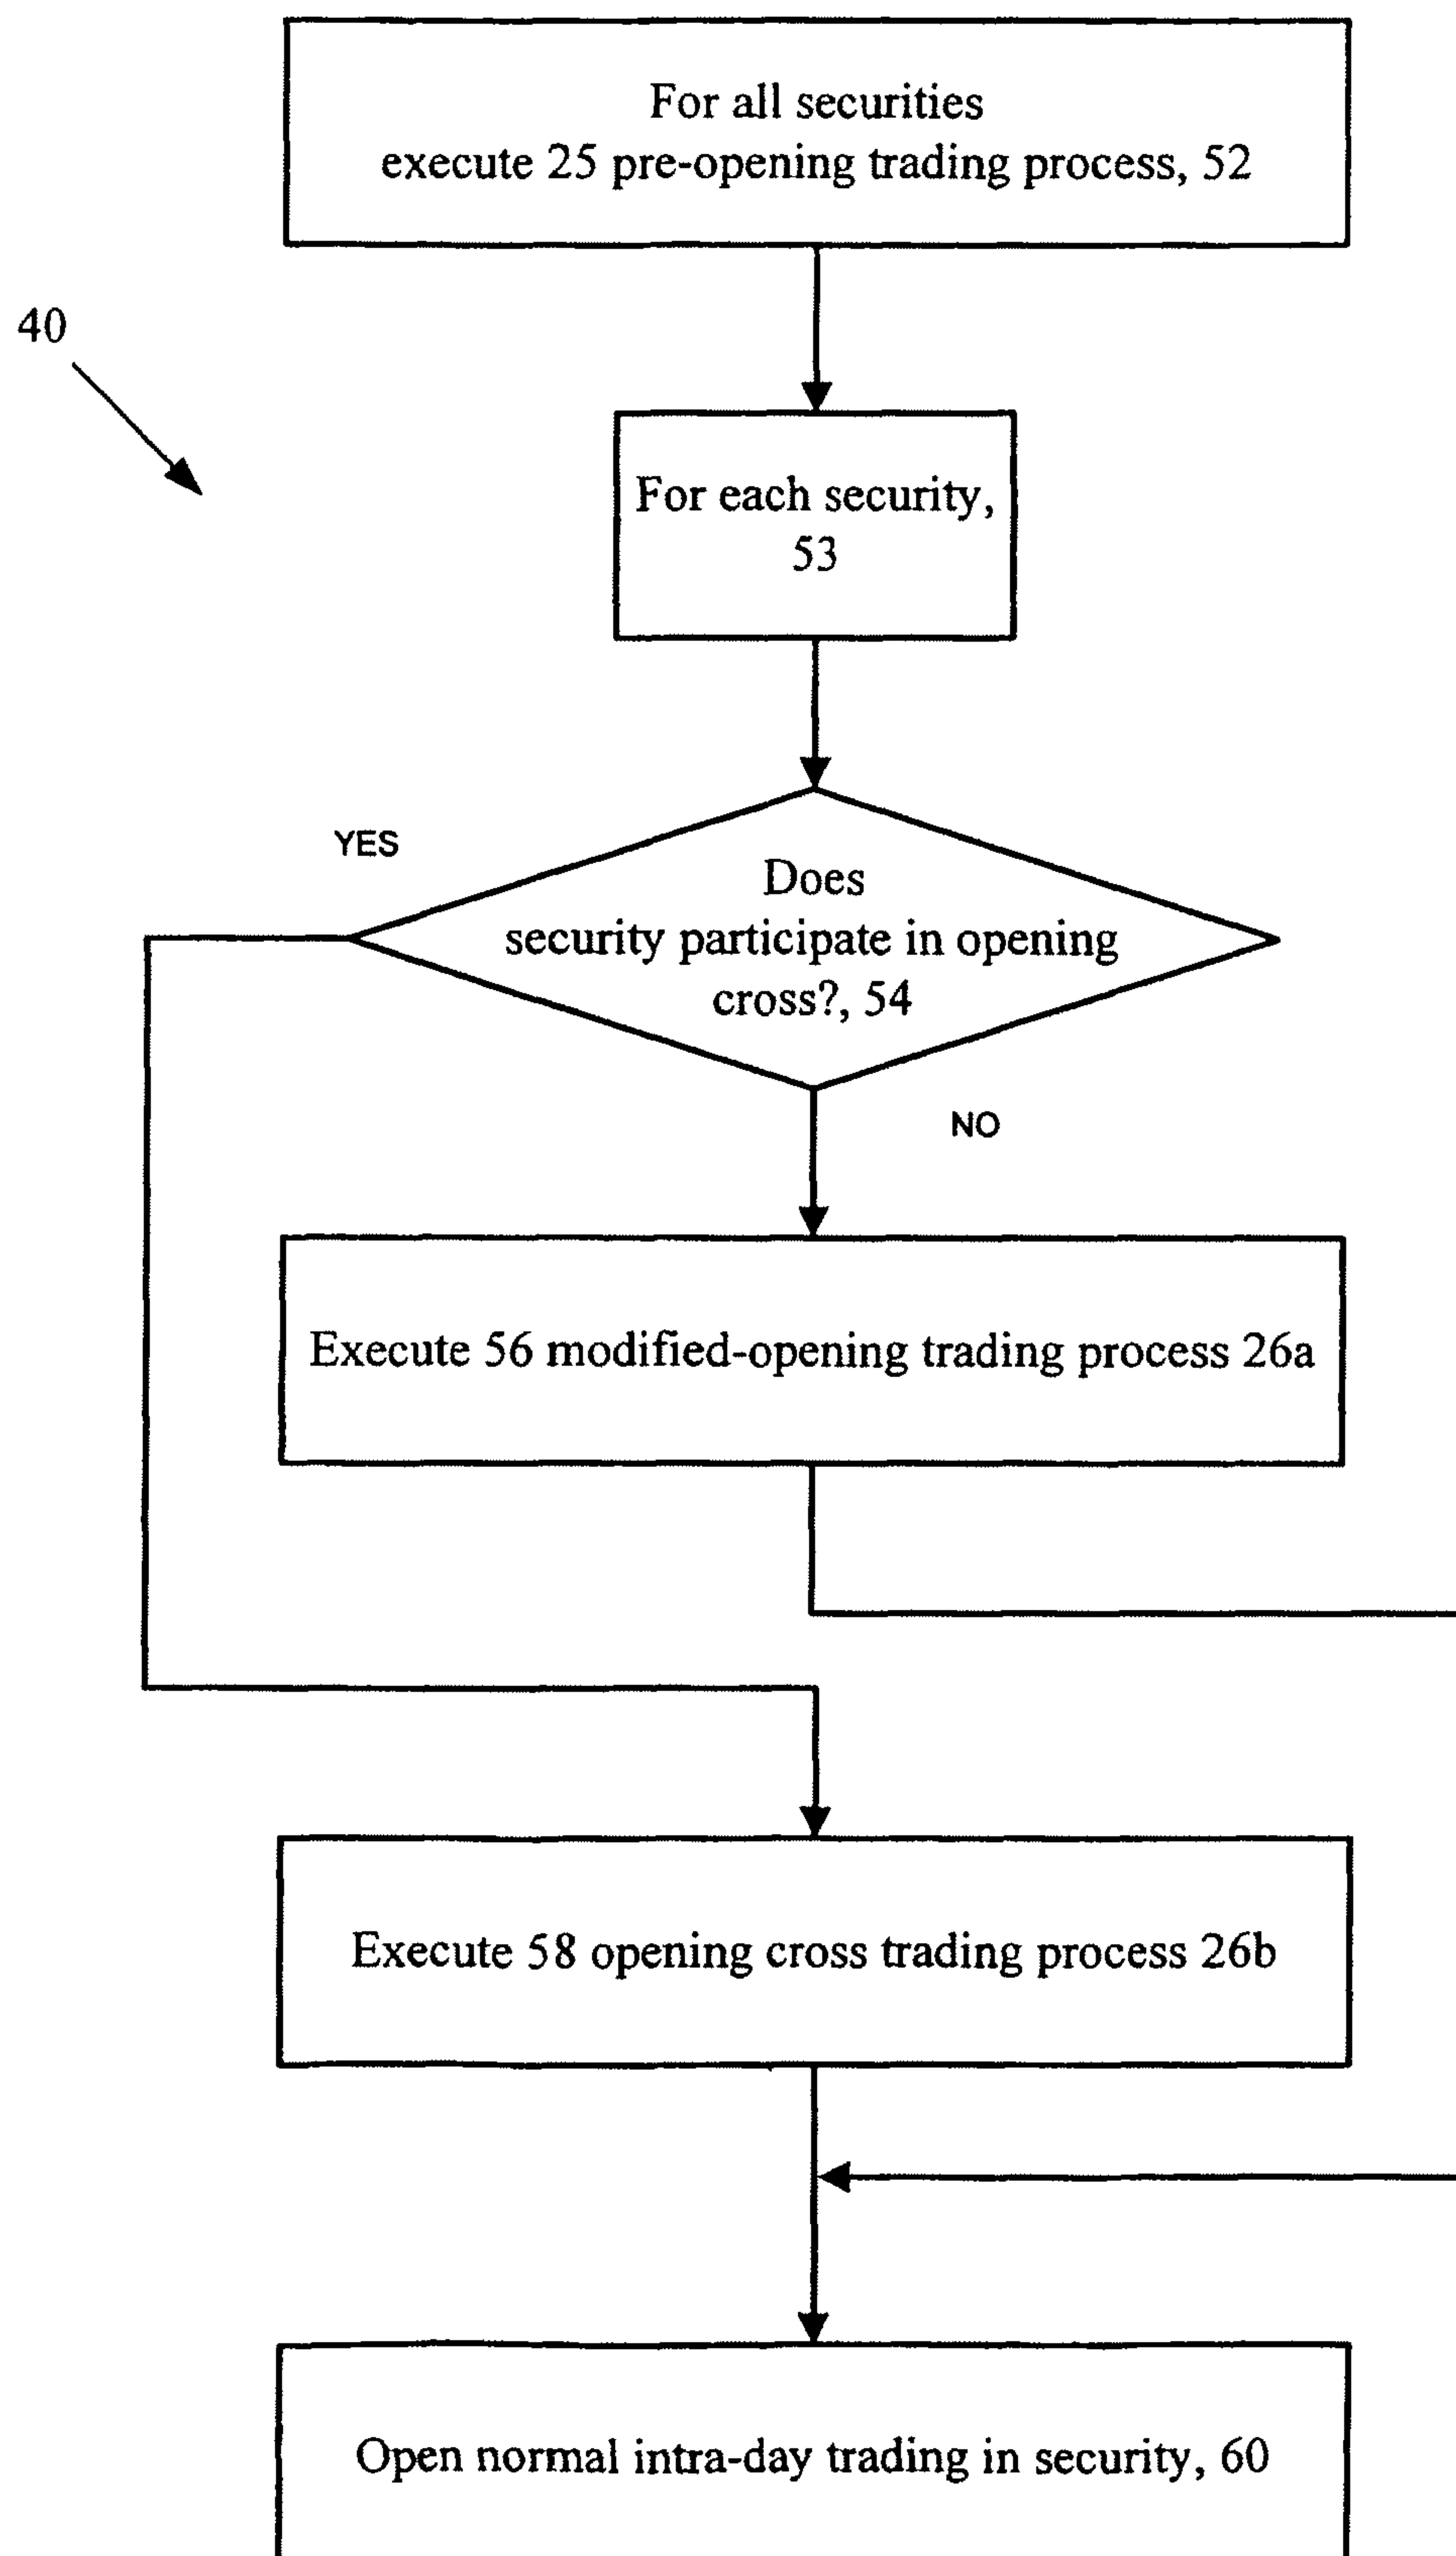 For all securities
execute 25 pre-opening trading process, 52
40
For each security,
53
YES
Does
security participate in opening
cross?, 54
NO
Execute 56 modified-opening trading process 26a
Execute 58 opening cross trading process 26b
Open normal intra-day trading in security, 60